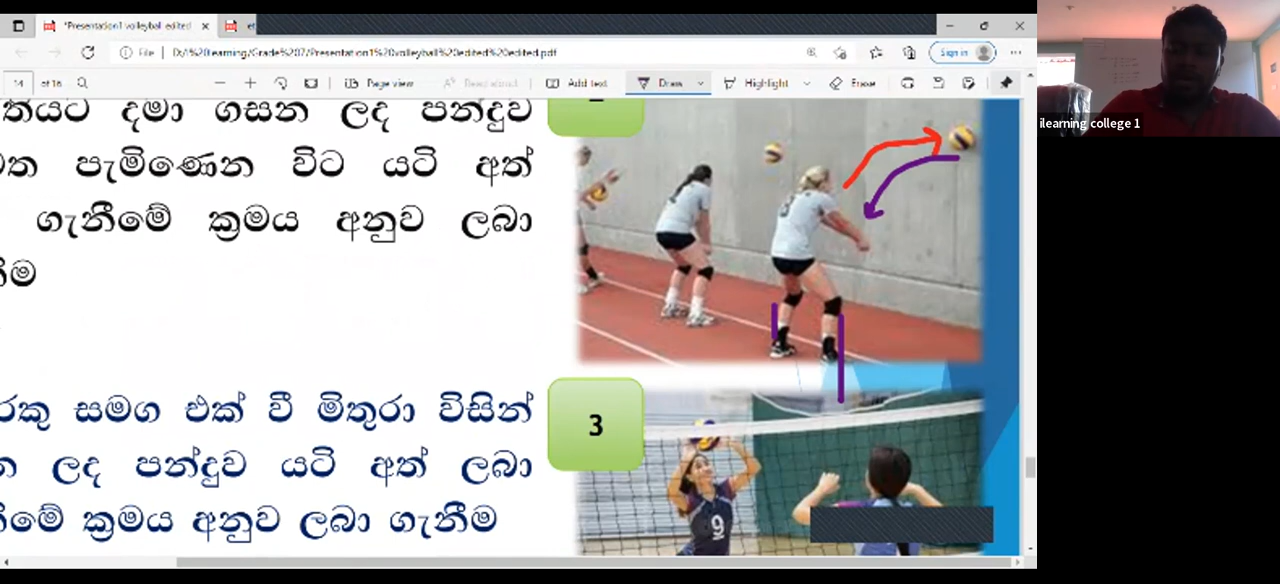 *Presentation1 volleyball edited
File D:/i%20learning/Grade%207/Presentation1%20volleyball%20edited%20edited.pdf
Sign in
14 of 16 Page view Read aloud Add text Draw Highlight Erase
දමා ගසන ලද පන්දුව
පැමිණෙන විට යටි අත්
ගැනීමේ ක්‍රමය අනුව ලබා
සමග එක් වී මිතුරා විසින්
ලද පන්දුව යටි අත් ලබා
ක්‍රමය අනුව ලබා ගැනීම
3
9
ilearning college 1